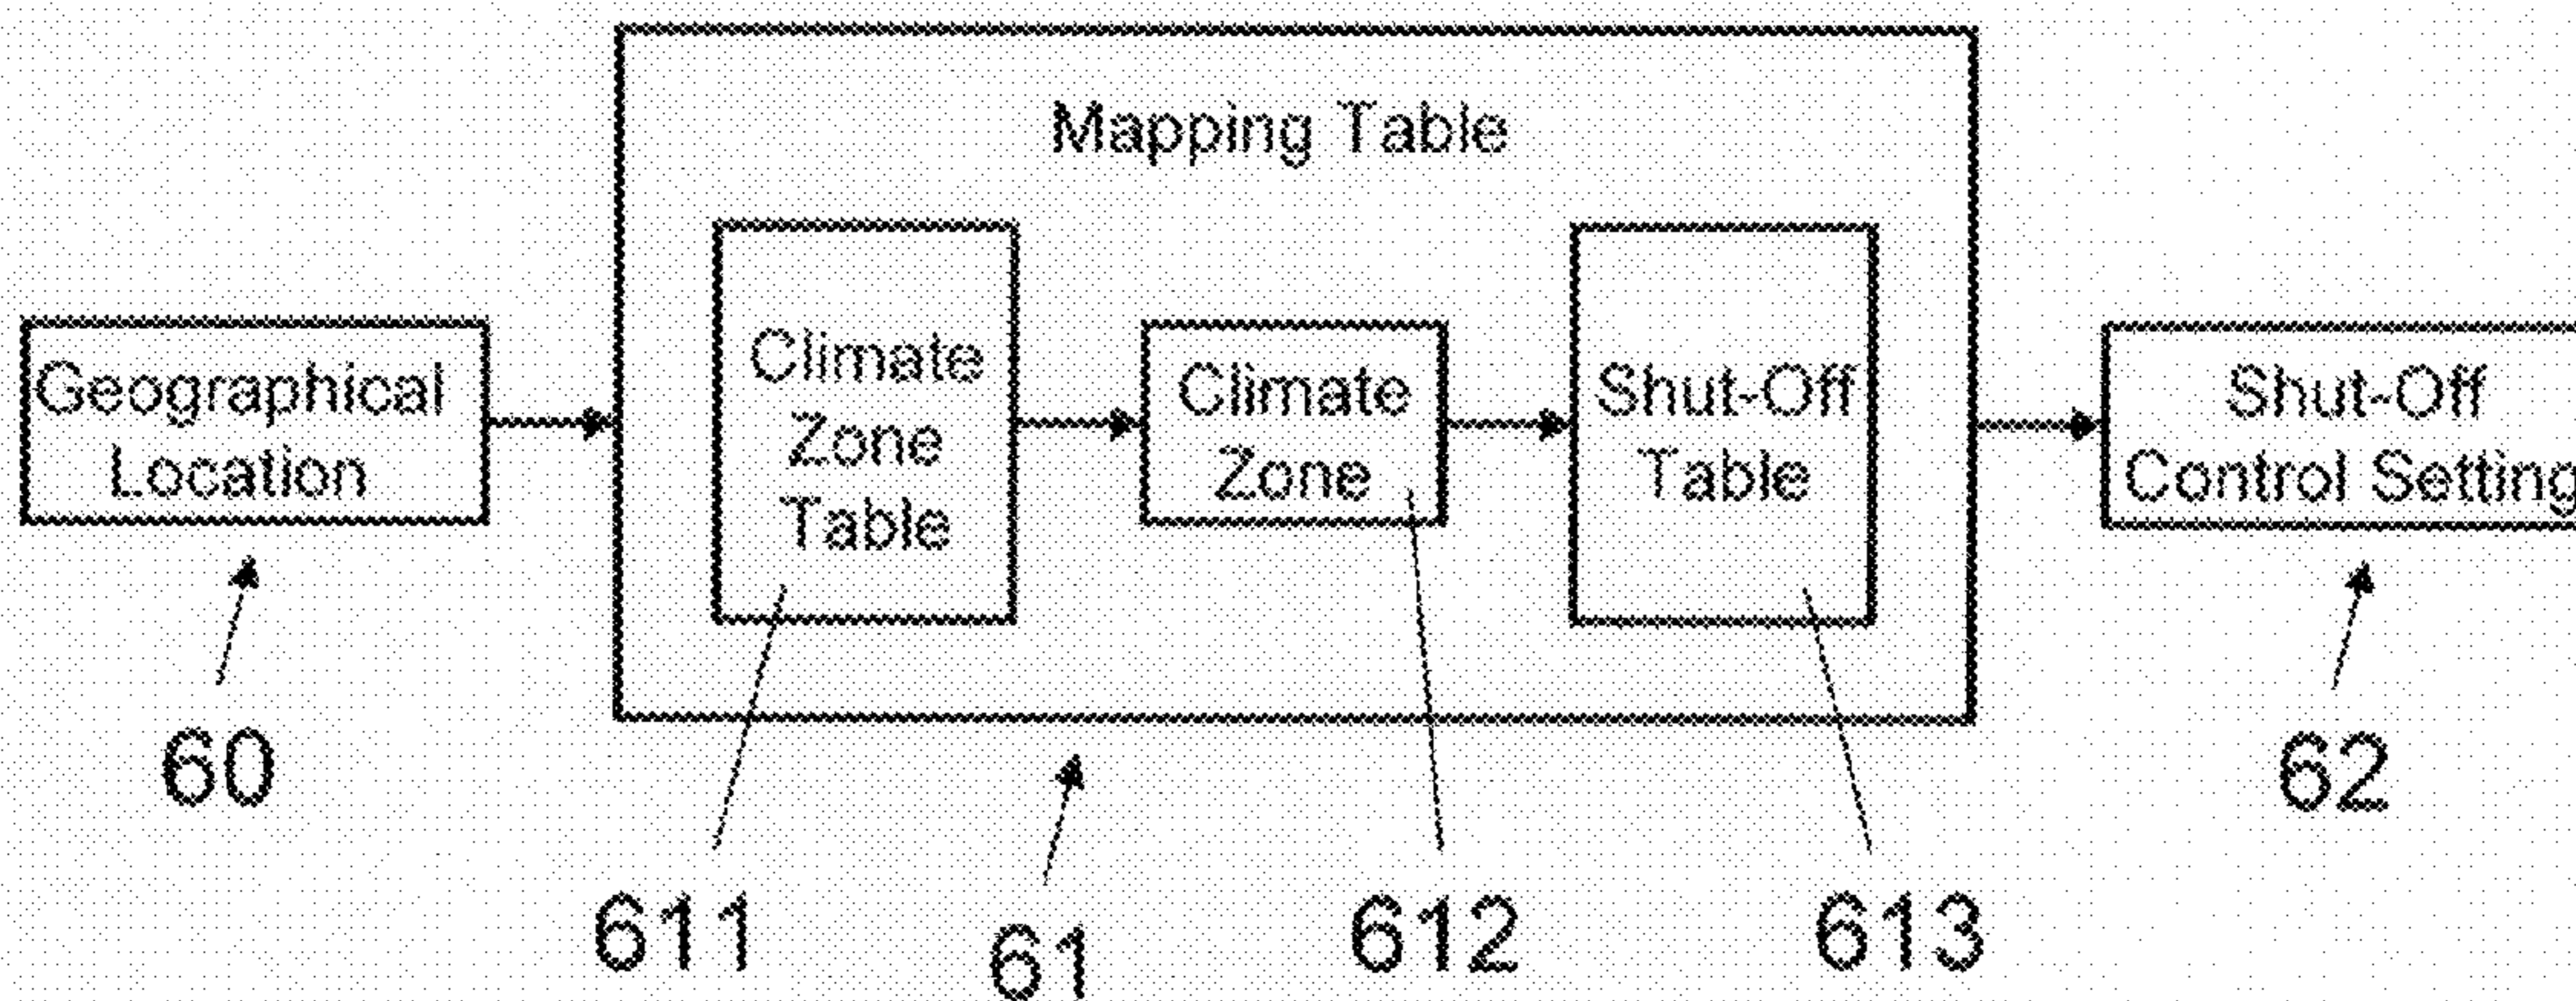 Mapping Table
Geographical
Location
Climate
Zone
Table
Climate
Zone
Shut-Off
Table
Shut-Off
Control Setting
60
611
61
612
613
62